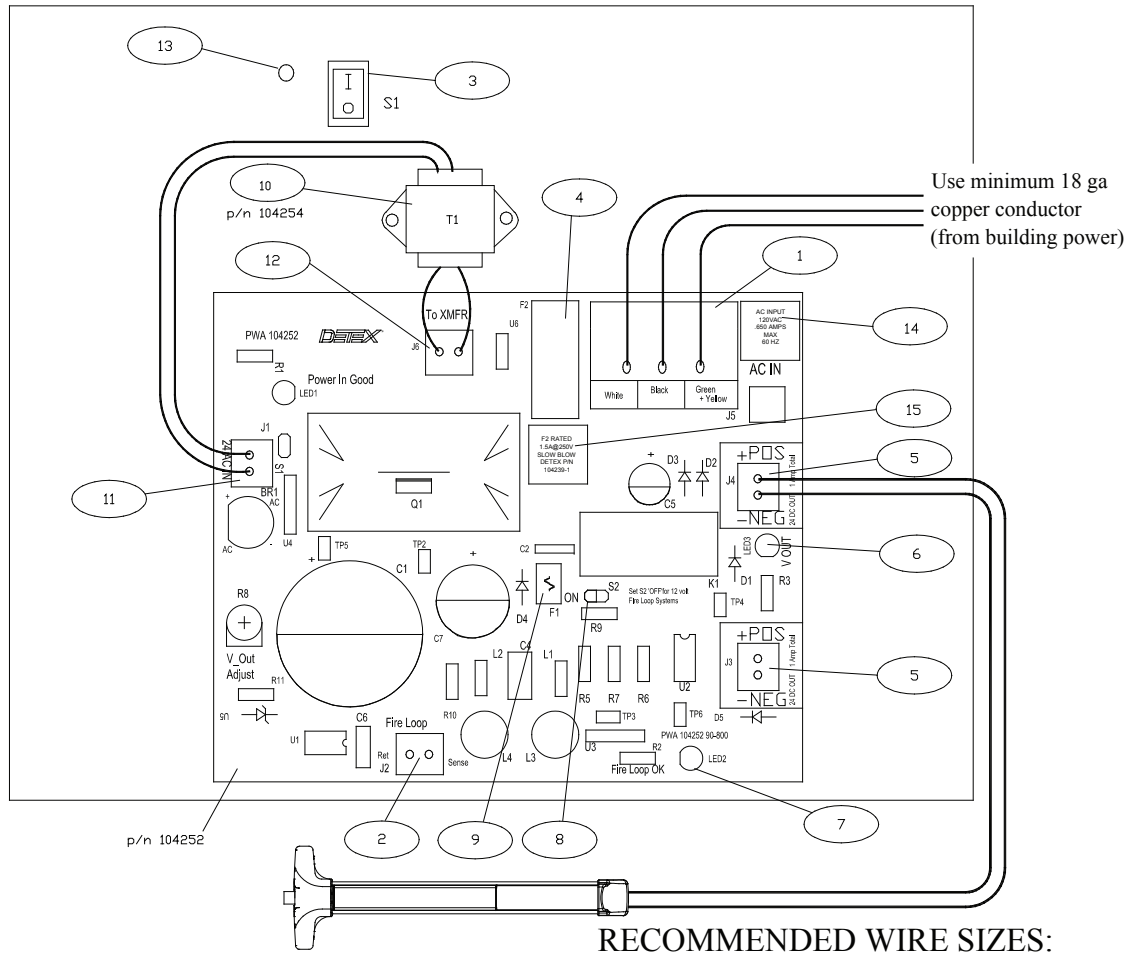 13
3
S1
10
p/n 104254
T1
4
Use minimum 18 ga
copper conductor
(from building power)
12
1
To XMFR
J6
U6
F2
AC INPUT
120VAC
.650 AMPS
MAX
60 HZ
14
PWA 104252
DETEX
R1
Power In Good
LED1
AC IN
White
Black
Green
+ Yellow
J5
15
F2 RATED
1.5A@250V
SLOW BLOW
DETEX P/N
104239-1
J1
24 AC IN
S1
11
BR1
AC
+
AC
-
U4
Q1
+
D3
D2
C5
+POS
J4
-NEG
24 DC OUT 1 Amp Total
5
TP5
+
C1
TP2
+
C7
C2
D4
F1
ON
S2
Set S2 'OFF'for 12 volt
Fire Loop Systems
R9
K1
D1
LED3
V OUT
R3
TP4
6
R8
V_Out
Adjust
R11
U5
L2
C4
L1
R10
R5
R7
R6
U2
+POS
J3
-NEG
24 DC OUT 1 Amp Total
5
U1
C6
Fire Loop
Ret
J2
Sense
L4
L3
TP3
U3
TP6
D5
PWA 104252 90-800
R2
Fire Loop OK
LED2
p/n 104252
2
9
8
7
RECOMMENDED WIRE SIZES: